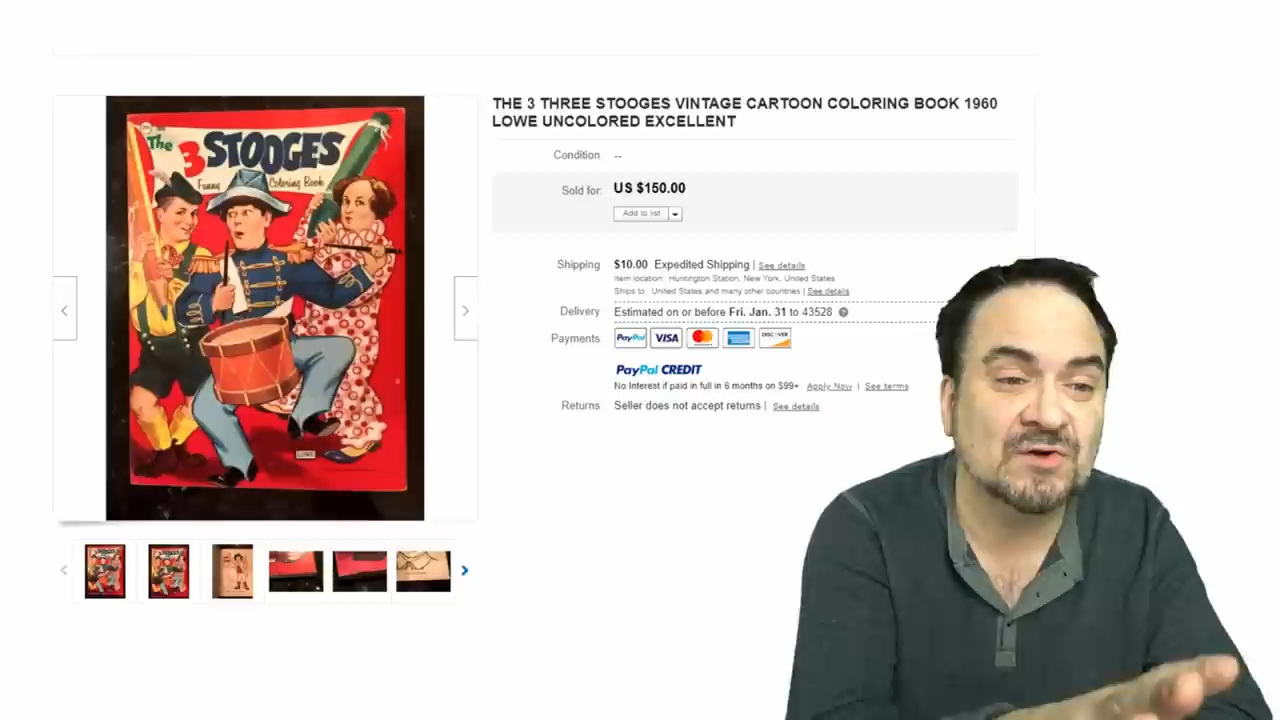 The 3 STOOGES
Funny Coloring Book
LOWE
THE 3 THREE STOOGES VINTAGE CARTOON COLORING BOOK 1960
LOWE UNCOLORED EXCELLENT
Condition --
Sold for US $150.00
Add to list
Shipping $10.00 Expedited Shipping | See details
Item location: Huntington Station, New York, United States
Ships to: United States and many other countries | See details
Delivery Estimated on or before Fri. Jan. 31 to 43528
Payments PayPal VISA MasterCard AMERICAN EXPRESS DISCOVER
PayPal CREDIT
No Interest if paid in full in 6 months on $99+ Apply Now | See terms
Returns Seller does not accept returns | See details